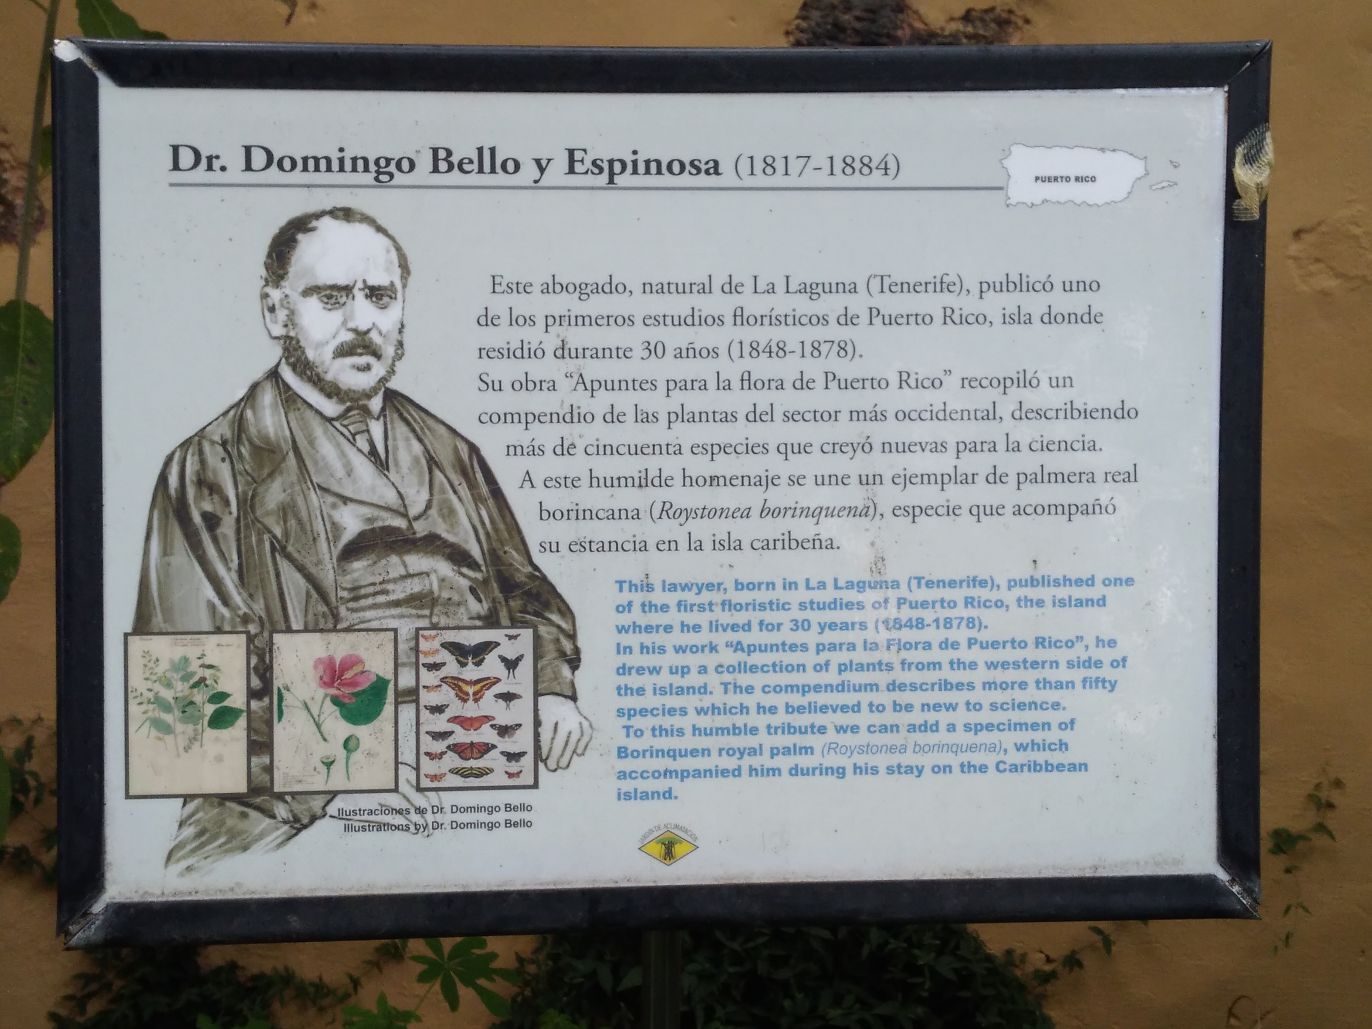 Dr. Domingo Bello y Espinosa (1817-1884)
PUERTO RICO
Este abogado, natural de La Laguna (Tenerife), publicó uno
de los primeros estudios florísticos de Puerto Rico, isla donde
residió durante 30 años (1848-1878).
Su obra “Apuntes para la flora de Puerto Rico” recopiló un
compendio de las plantas del sector más occidental, describiendo
más de cincuenta especies que creyó nuevas para la ciencia.
A este humilde homenaje se une un ejemplar de palmera real
borincana (Roystonea borinquena), especie que acompañó
su estancia en la isla caribeña.
This lawyer, born in La Laguna (Tenerife), published one
of the first floristic studies of Puerto Rico, the island
where he lived for 30 years (1848-1878).
In his work “Apuntes para la Flora de Puerto Rico”, he
drew up a collection of plants from the western side of
the island. The compendium describes more than fifty
species which he believed to be new to science.
To this humble tribute we can add a specimen of
Borinquen royal palm (Roystonea borinquena), which
accompanied him during his stay on the Caribbean
island.
Ilustraciones de Dr. Domingo Bello
Illustrations by Dr. Domingo Bello
JARDÍN DE ACLIMATACIÓN